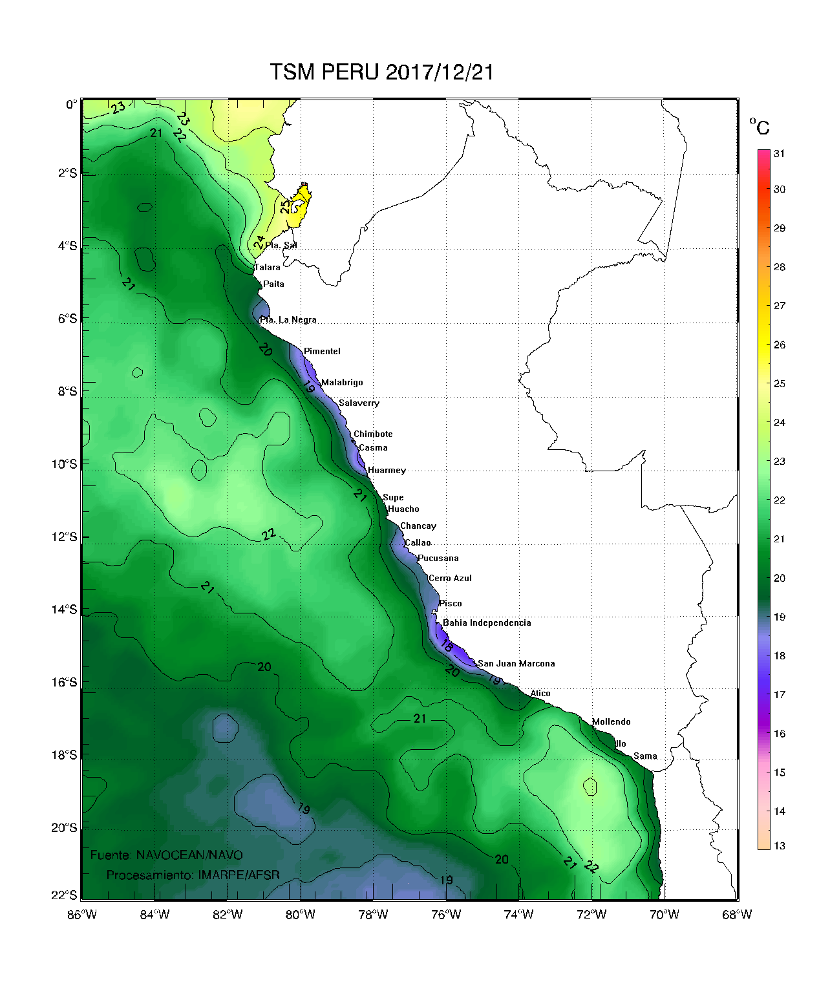 TSM PERU 2017/12/21
°C
0°
2°S
4°S
6°S
8°S
10°S
12°S
14°S
16°S
18°S
20°S
22°S
86°W
84°W
82°W
80°W
78°W
76°W
74°W
72°W
70°W
68°W
31
30
29
28
27
26
25
24
23
22
21
20
19
18
17
16
15
14
13
23
23
22
21
25
24
Pta. Sal
Talara
Paita
21
Pta. La Negra
20
Pimentel
19
Malabrigo
Salaverry
Chimbote
Casma
Huarmey
21
Supe
Huacho
Chancay
22
Callao
Pucusana
Cerro Azul
21
Pisco
Bahia Independencia
18
San Juan Marcona
20
20
19
Atico
21
Mollendo
Ilo
Sama
19
Fuente: NAVOCEAN/NAVO
20
21
22
Procesamiento: IMARPE/AFSR
19